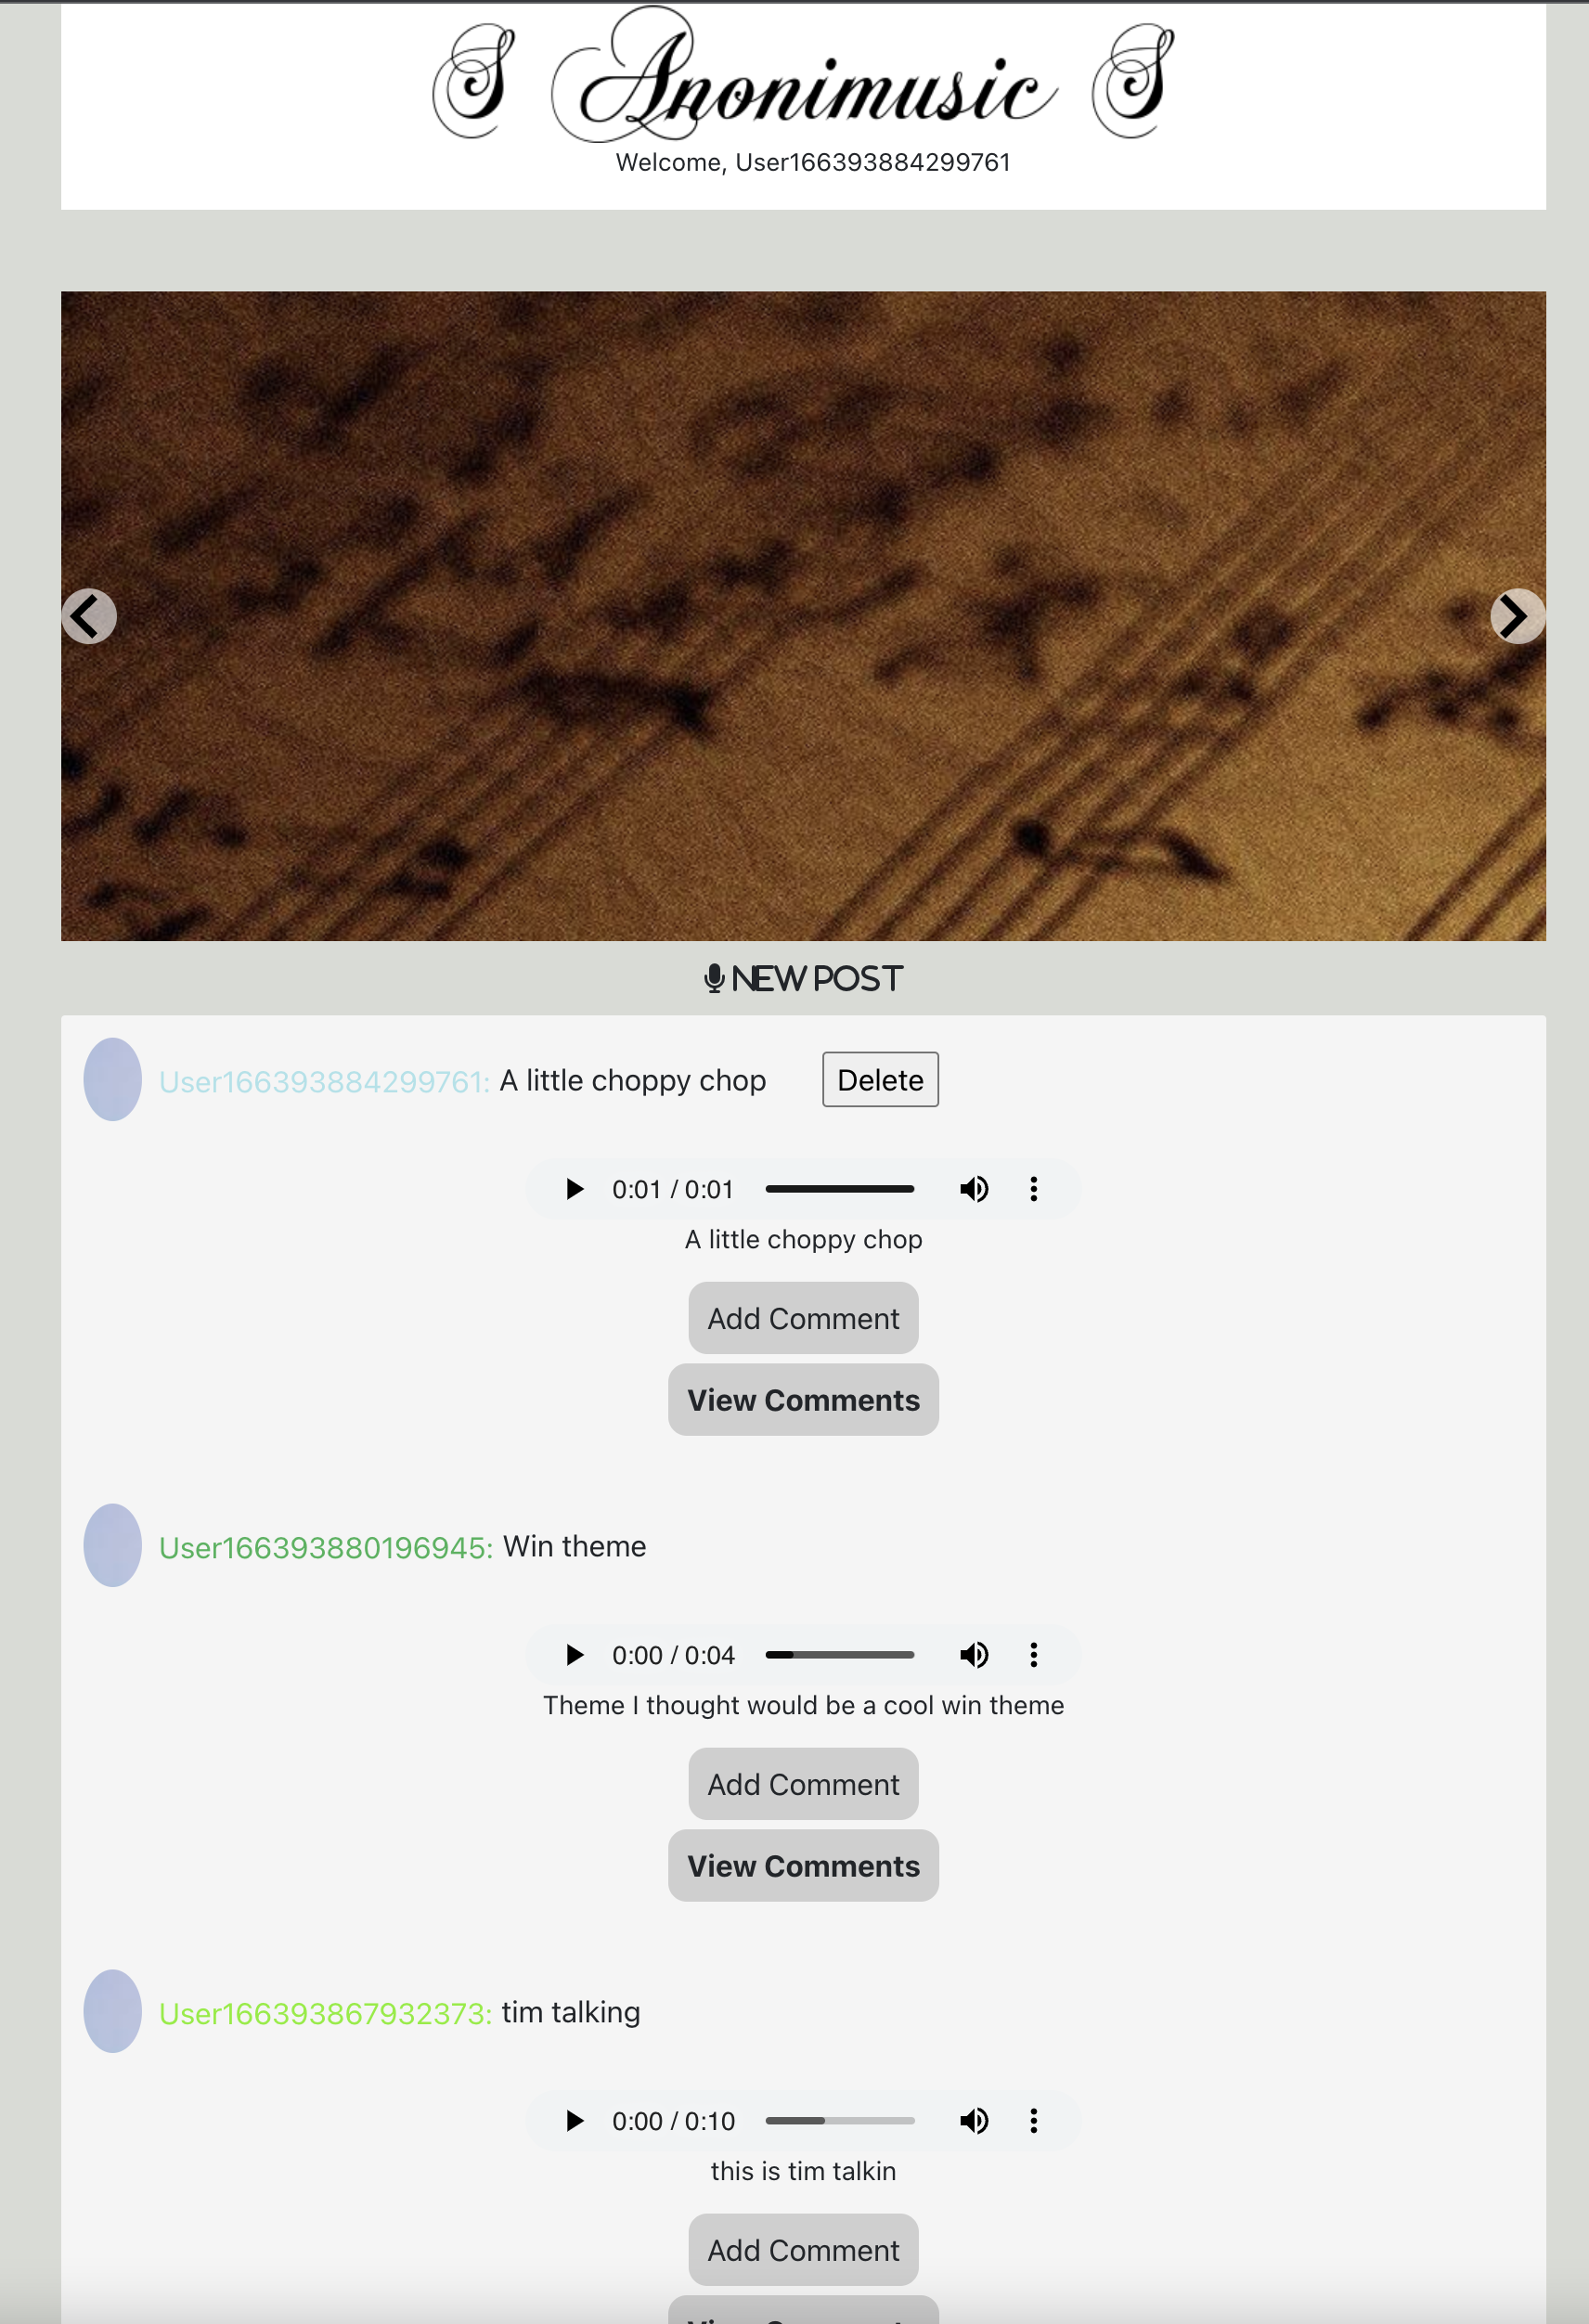 S Anonimusic S
Welcome, User166393884299761
NEW POST
User166393884299761: A little choppy chop Delete
0:01 / 0:01
A little choppy chop
Add Comment
View Comments
User166393880196945: Win theme
0:00 / 0:04
Theme I thought would be a cool win theme
Add Comment
View Comments
User166393867932373: tim talking
0:00 / 0:10
this is tim talkin
Add Comment